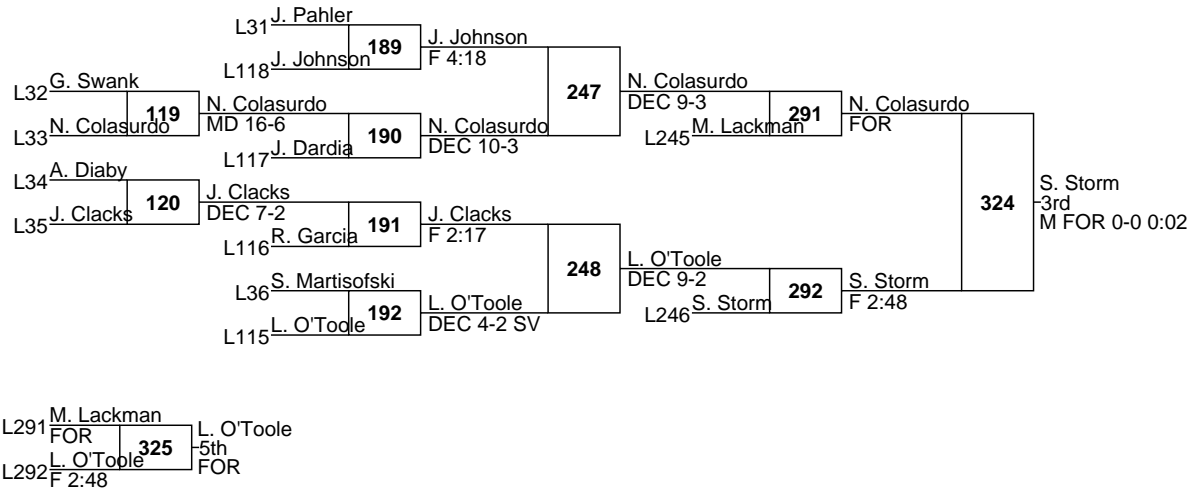 J. Pahler
L31
189
J. Johnson
F 4:18
J. Johnson
L118
G. Swank
L32
119
N. Colasurdo
MD 16-6
N. Colasurdo
L33
190
N. Colasurdo
DEC 10-3
J. Dardia
L117
247
N. Colasurdo
DEC 9-3
A. Diaby
L34
120
J. Clacks
DEC 7-2
J. Clacks
L35
191
J. Clacks
F 2:17
R. Garcia
L116
S. Martisofski
L36
192
L. O'Toole
DEC 4-2 SV
L. O'Toole
L115
248
L. O'Toole
DEC 9-2
291
N. Colasurdo
FOR
M. Lackman
L245
292
S. Storm
F 2:48
S. Storm
L246
324
S. Storm
3rd
M FOR 0-0 0:02
M. Lackman
L291
FOR
325
L. O'Toole
5th
FOR
L. O'Toole
L292
F 2:48